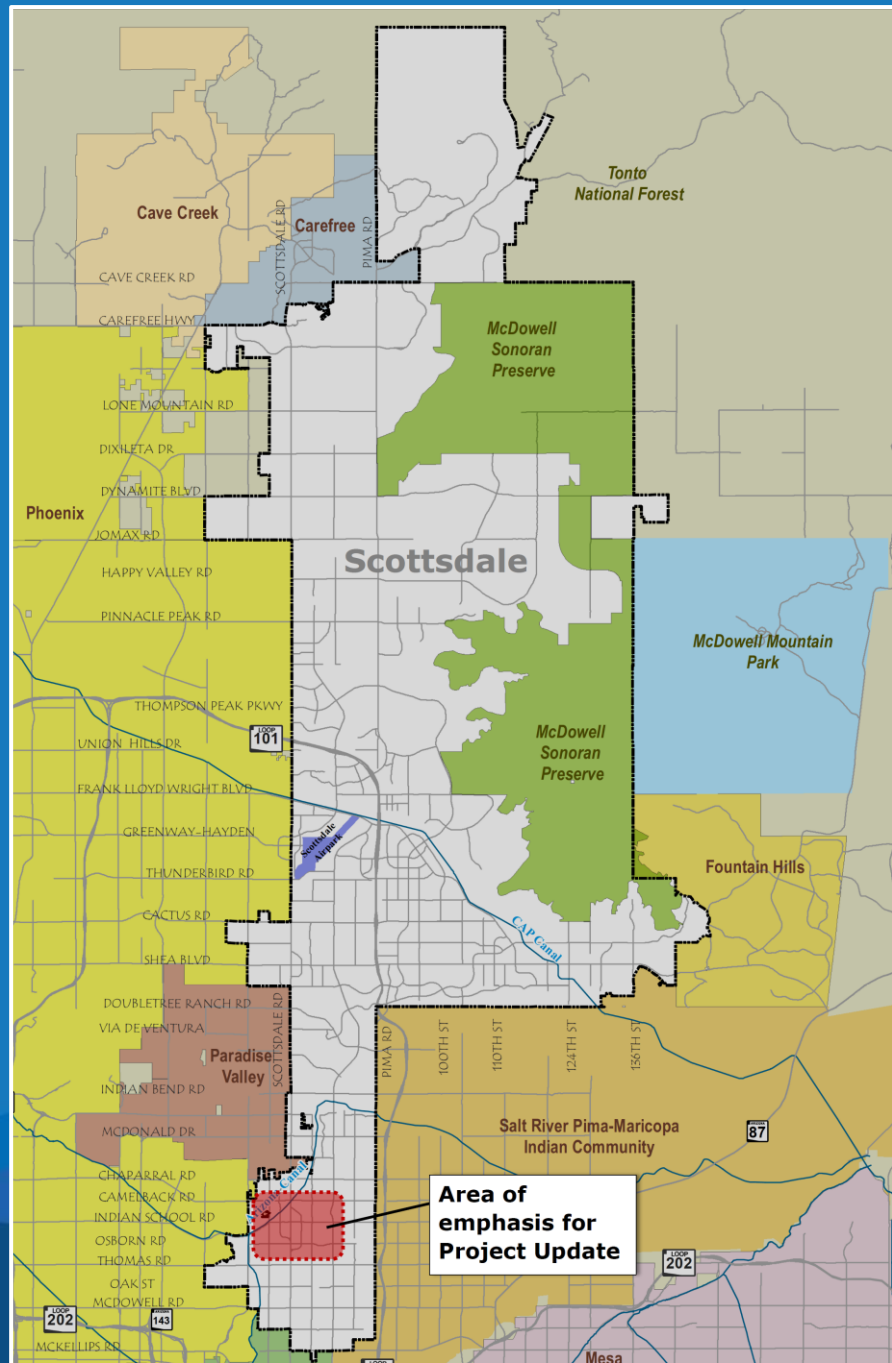 Tonto
National Forest
Cave Creek
Carefree
SCOTTSDALE RD
PIMA RD
CAVE CREEK RD
CAREFREE HWY
McDowell
Sonoran
Preserve
LONE MOUNTAIN RD
DIXILETA DR
DYNAMITE BLVD
Phoenix
JOMAX RD
Scottsdale
HAPPY VALLEY RD
PINNACLE PEAK RD
McDowell Mountain
Park
THOMPSON PEAK PKWY
LOOP
101
UNION HILLS DR
McDowell
Sonoran
Preserve
FRANK LLOYD WRIGHT BLVD
GREENWAY-HAYDEN
Scottsdale
Airpark
THUNDERBIRD RD
Fountain Hills
CACTUS RD
CAP Canal
SHEA BLVD
DOUBLETREE RANCH RD
VIA DE VENTURA
SCOTTSDALE RD
PIMA RD
100TH ST
110TH ST
124TH ST
136TH ST
Paradise
Valley
INDIAN BEND RD
MCDONALD DR
Salt River Pima-Maricopa
Indian Community
87
CHAPARRAL RD
Arizona Canal
CAMELBACK RD
INDIAN SCHOOL RD
OSBORN RD
THOMAS RD
Area of
emphasis for
Project Update
OAK ST
MCDOWELL RD
LOOP
202
LOOP
202
143
MCKELLIPS RD
LOOP
Mesa